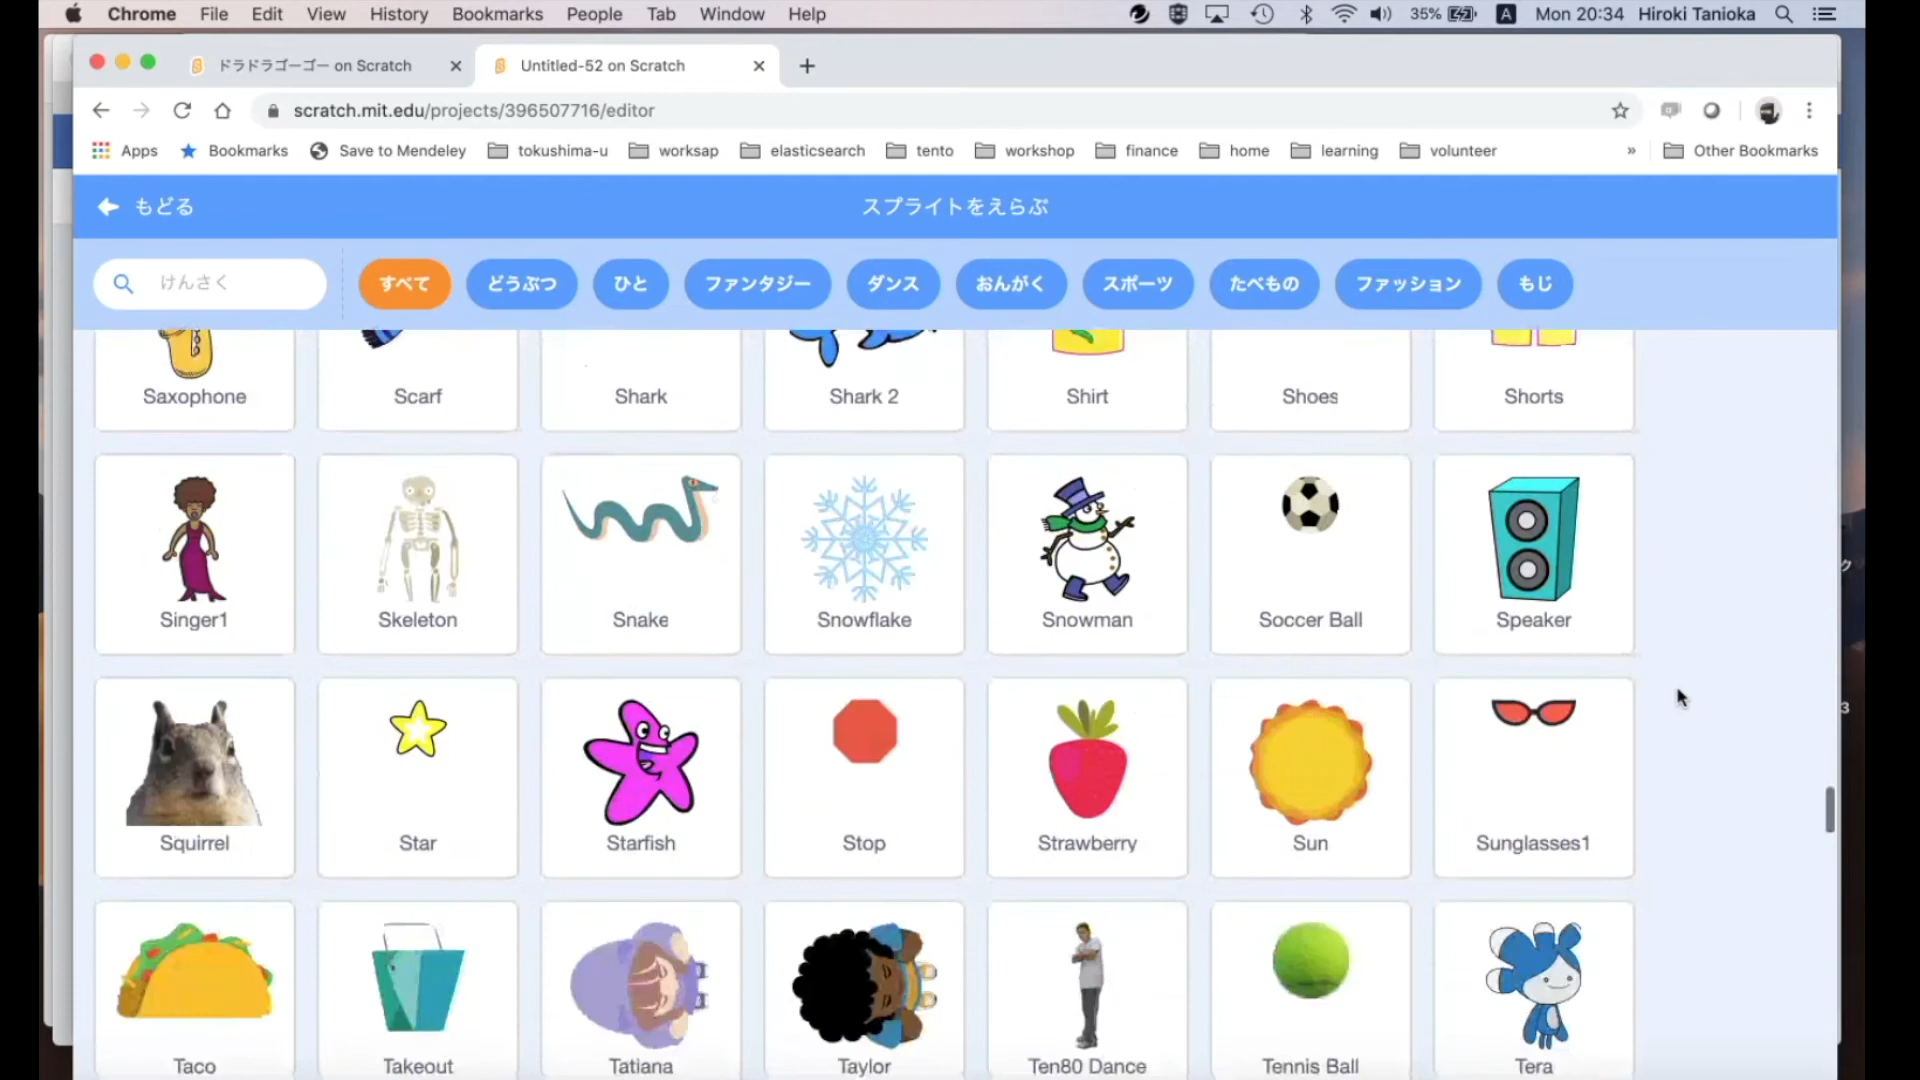 Chrome File Edit View History Bookmarks People Tab Window Help 35% A Mon 20:34 Hiroki Tanioka
ドラドラゴーゴー on Scratch Untitled-52 on Scratch
scratch.mit.edu/projects/396507716/editor
Apps Bookmarks Save to Mendeley tokushima-u worksap elasticsearch tento workshop finance home learning volunteer » Other Bookmarks
もどる スプライトをえらぶ
けんさく すべて どうぶつ ひと ファンタジー ダンス おんがく スポーツ たべもの ファッション もじ
Saxophone Scarf Shark Shark 2 Shirt Shoes Shorts
Singer1 Skeleton Snake Snowflake Snowman Soccer Ball Speaker
Squirrel Star Starfish Stop Strawberry Sun Sunglasses1
Taco Takeout Tatiana Taylor Ten80 Dance Tennis Ball Tera